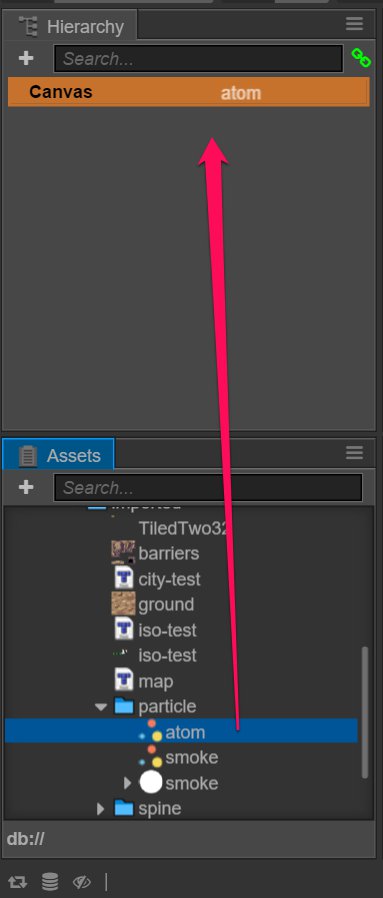 Hierarchy
Search...
Canvas atom
Assets
Search...
imported
TiledTwo32
barriers
city-test
ground
iso-test
iso-test
map
particle
atom
smoke
smoke
spine
db://